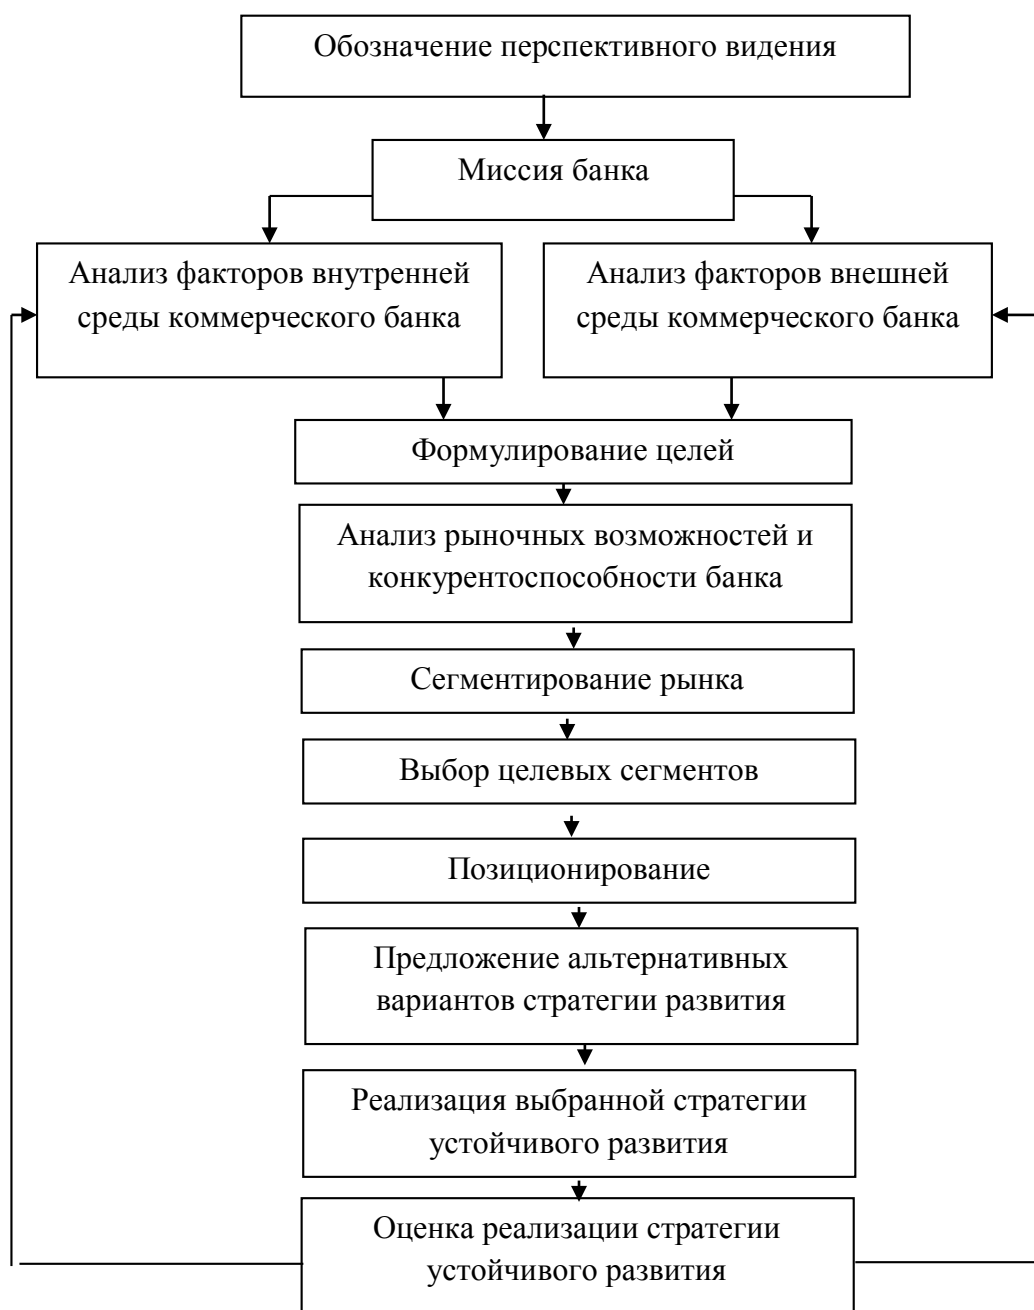 Обозначение перспективного видения
Миссия банка
Анализ факторов внутренней
среды коммерческого банка
Анализ факторов внешней
среды коммерческого банка
Формулирование целей
Анализ рыночных возможностей и
конкурентоспособности банка
Сегментирование рынка
Выбор целевых сегментов
Позиционирование
Предложение альтернативных
вариантов стратегии развития
Реализация выбранной стратегии
устойчивого развития
Оценка реализации стратегии
устойчивого развития